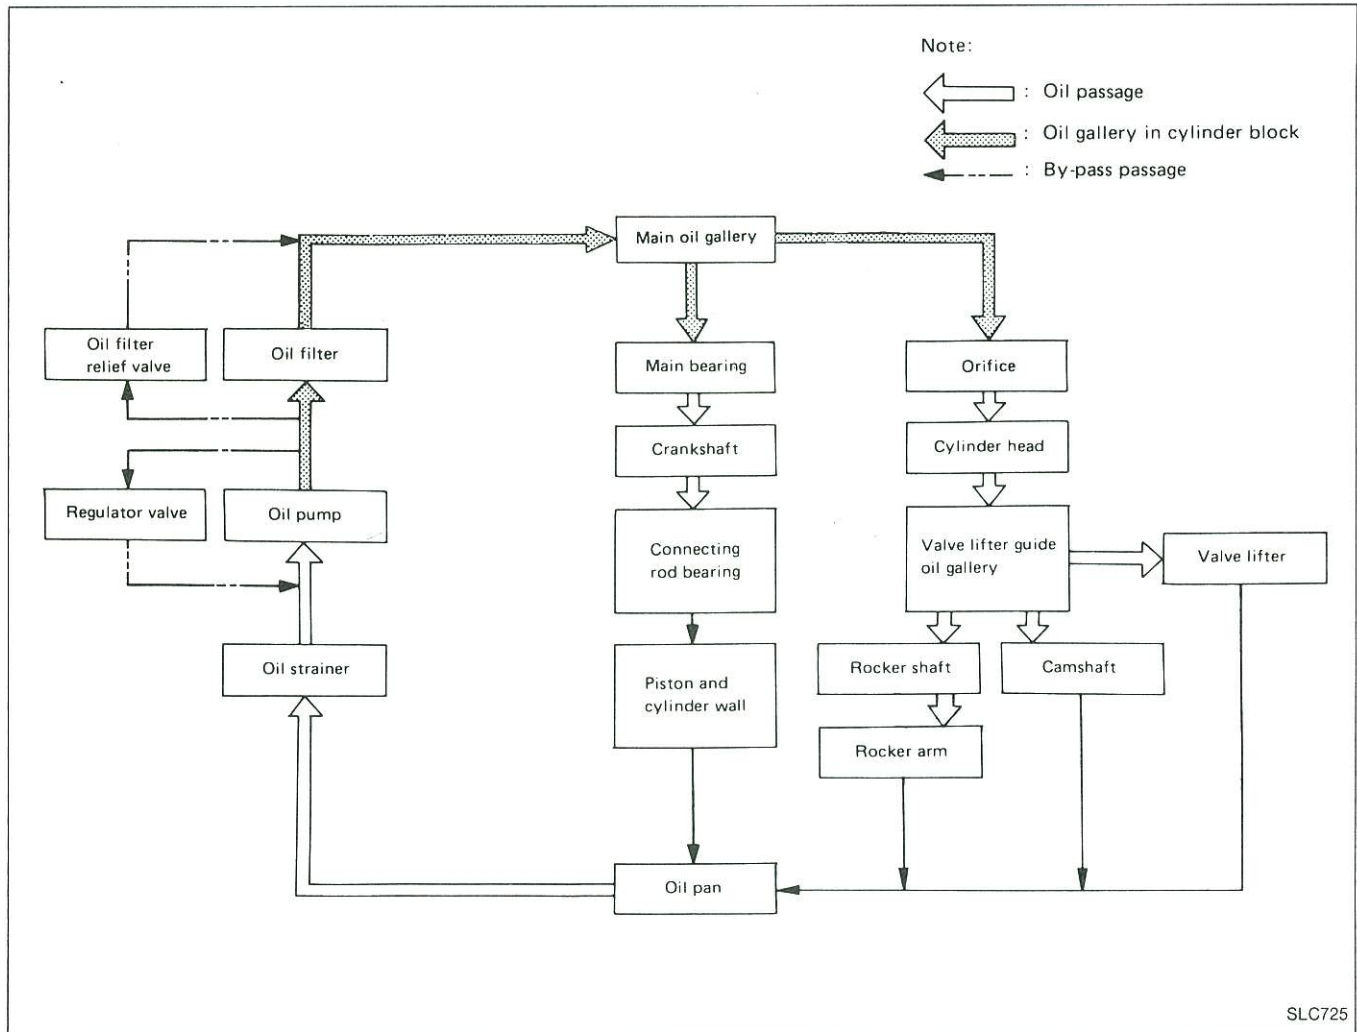 Note:
: Oil passage
: Oil gallery in cylinder block
: By-pass passage
Main oil gallery
Oil filter
relief valve
Oil filter
Main bearing
Orifice
Crankshaft
Cylinder head
Regulator valve
Oil pump
Connecting
rod bearing
Valve lifter guide
oil gallery
Valve lifter
Oil strainer
Piston and
cylinder wall
Rocker shaft
Camshaft
Rocker arm
Oil pan
SLC725